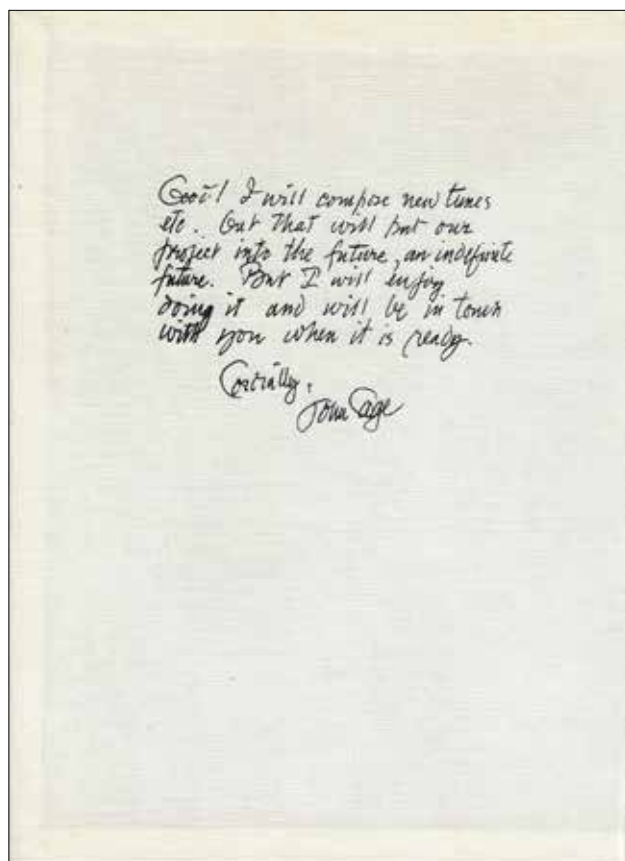 Good! I will compose new tunes
etc. but that will put our
project into the future, an indefinite
future. But I will enjoy
doing it and will be in touch
with you when it is ready.
Cordially,
John Cage